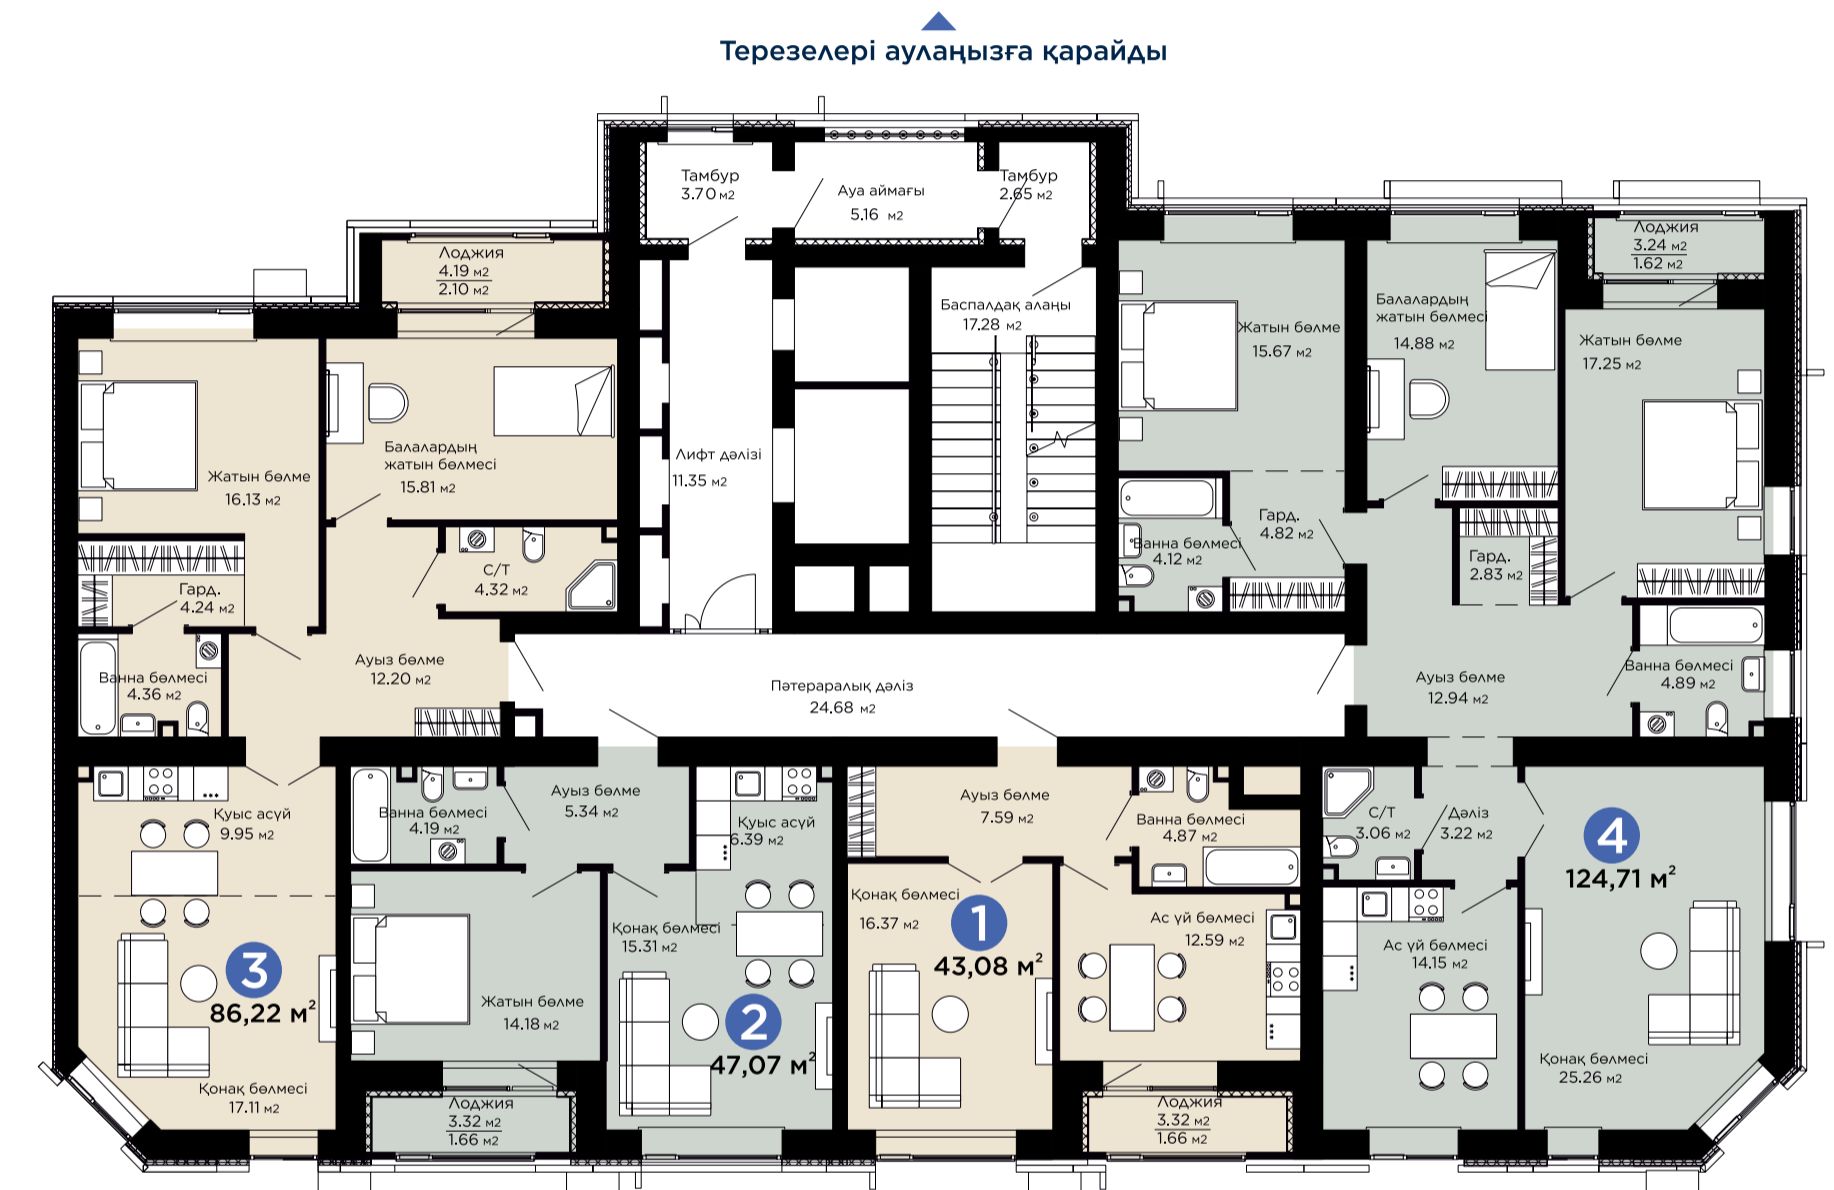 Терезелері аулаңызға қарайды
Тамбур
3.70 м2
Ауа аймағы
5.16 м2
Тамбур
2.65 м2
Лоджия
4.19 м2
2.10 м2
Лоджия
3.24 м2
1.62 м2
Баспалдақ алаңы
17.28 м2
Жатын бөлме
15.67 м2
Балалардың
жатын бөлмесі
14.88 м2
Жатын бөлме
17.25 м2
Жатын бөлме
16.13 м2
Балалардың
жатын бөлмесі
15.81 м2
Лифт дәлізі
11.35 м2
Гард.
4.82 м2
Ванна бөлмесі
4.12 м2
Гард.
2.83 м2
С/Т
4.32 м2
Гард.
4.24 м2
Ванна бөлмесі
4.36 м2
Ауыз бөлме
12.20 м2
Пәтераралық дәліз
24.68 м2
Ауыз бөлме
12.94 м2
Ванна бөлмесі
4.89 м2
Қуыс асүй
9.95 м2
Ванна бөлмесі
4.19 м2
Ауыз бөлме
5.34 м2
Қуыс асүй
6.39 м2
Ауыз бөлме
7.59 м2
Ванна бөлмесі
4.87 м2
С/Т
3.06 м2
Дәліз
3.22 м2
4
124,71 м²
3
86,22 м²
Қонақ бөлмесі
17.11 м2
Жатын бөлме
14.18 м2
Қонақ бөлмесі
15.31 м2
2
47,07 м²
Қонақ бөлмесі
16.37 м2
1
43,08 м²
Ас үй бөлмесі
12.59 м2
Ас үй бөлмесі
14.15 м2
Қонақ бөлмесі
25.26 м2
Лоджия
3.32 м2
1.66 м2
Лоджия
3.32 м2
1.66 м2